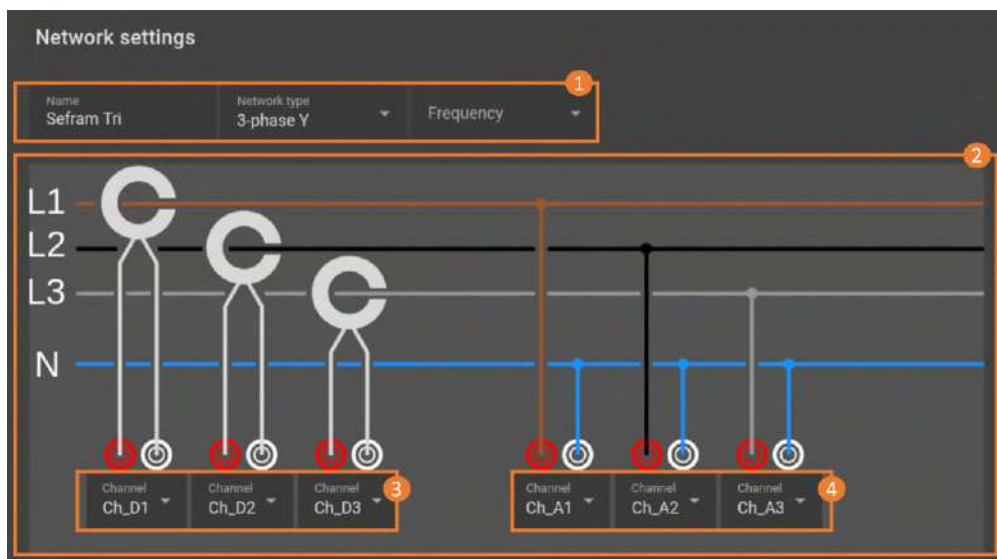 Network settings
1
Name Network type
Sefram Tri 3-phase Y Frequency
2
L1
L2
L3
N
Channel Channel Channel 3 Channel Channel Channel 4
Ch_D1 Ch_D2 Ch_D3 Ch_A1 Ch_A2 Ch_A3